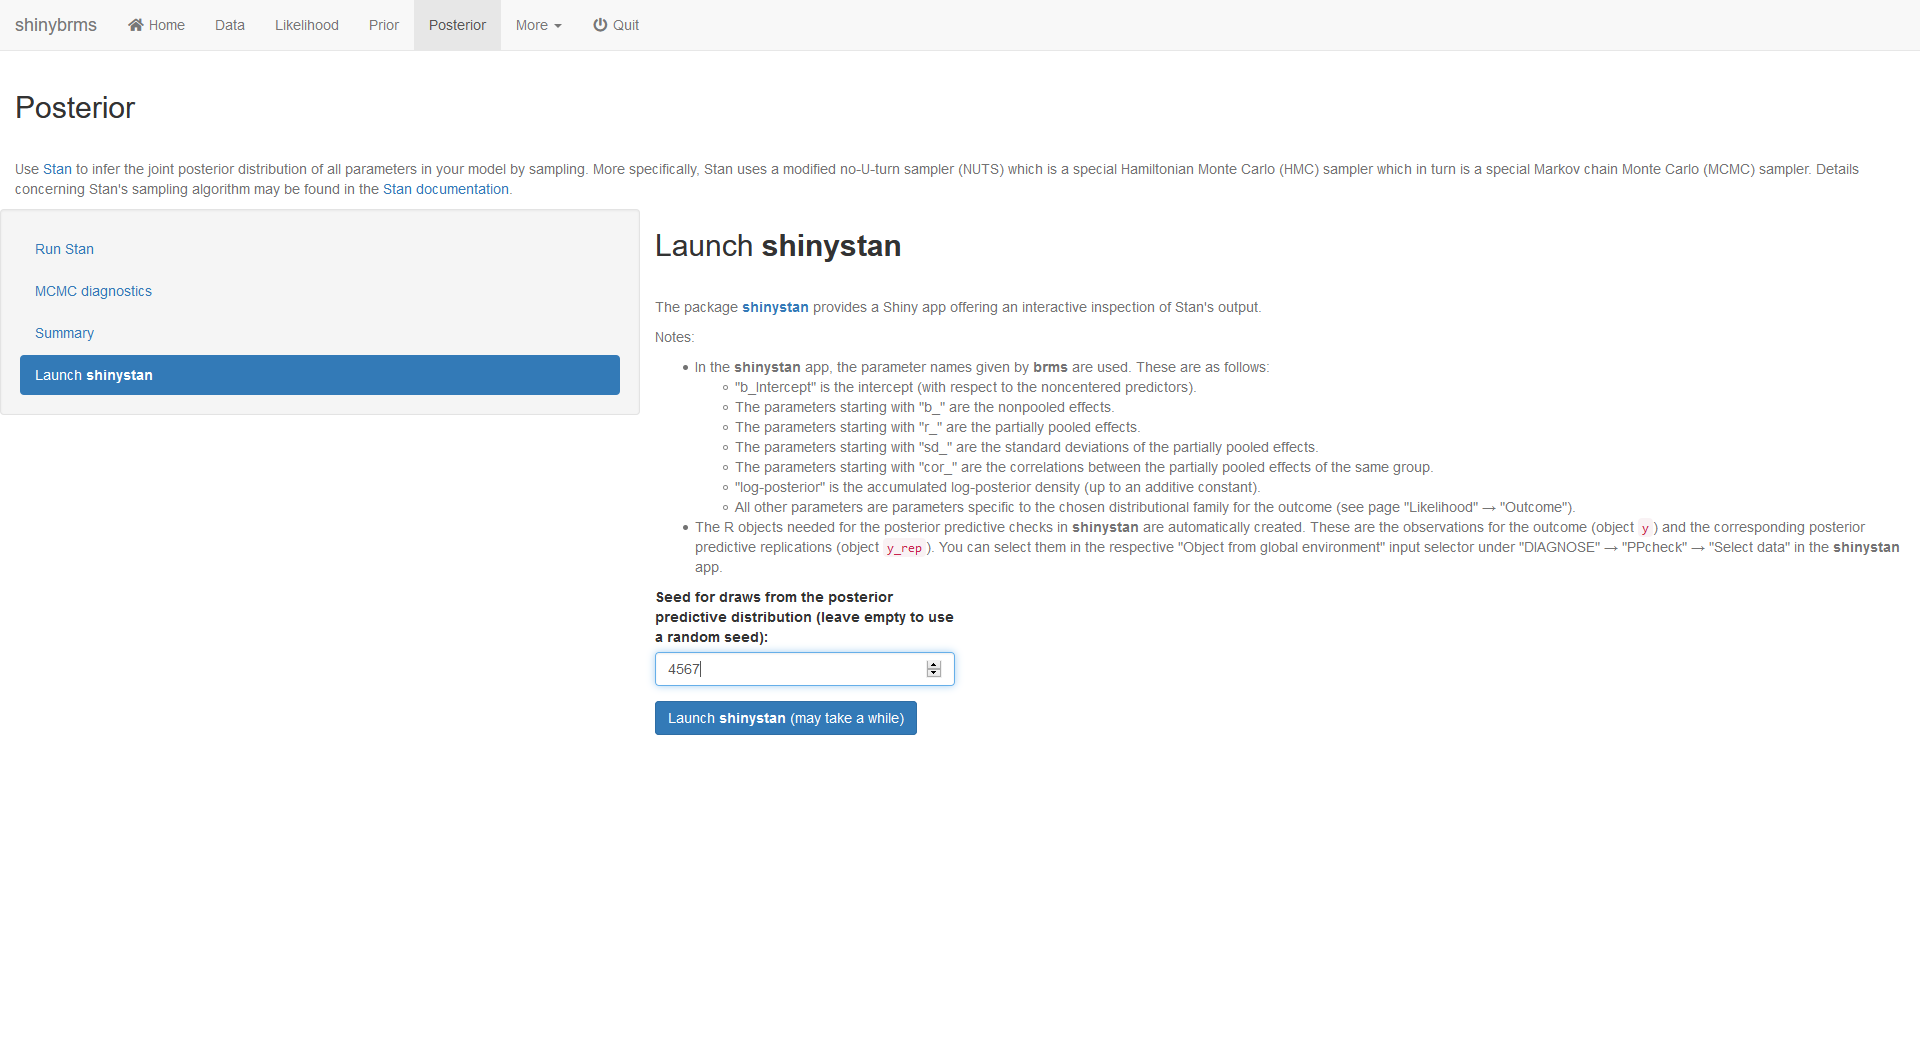 shinybrms Home Data Likelihood Prior Posterior More Quit
Posterior
Use Stan to infer the joint posterior distribution of all parameters in your model by sampling. More specifically, Stan uses a modified no-U-turn sampler (NUTS) which is a special Hamiltonian Monte Carlo (HMC) sampler which in turn is a special Markov chain Monte Carlo (MCMC) sampler. Details
concerning Stan's sampling algorithm may be found in the Stan documentation.
Run Stan
MCMC diagnostics
Summary
Launch shinystan
Launch shinystan
The package shinystan provides a Shiny app offering an interactive inspection of Stan's output.
Notes:
In the shinystan app, the parameter names given by brms are used. These are as follows:
"b_Intercept" is the intercept (with respect to the noncentered predictors).
The parameters starting with "b_" are the nonpooled effects.
The parameters starting with "r_" are the partially pooled effects.
The parameters starting with "sd_" are the standard deviations of the partially pooled effects.
The parameters starting with "cor_" are the correlations between the partially pooled effects of the same group.
"log-posterior" is the accumulated log-posterior density (up to an additive constant).
All other parameters are parameters specific to the chosen distributional family for the outcome (see page "Likelihood" → "Outcome").
The R objects needed for the posterior predictive checks in shinystan are automatically created. These are the observations for the outcome (object y ) and the corresponding posterior
predictive replications (object y_rep ). You can select them in the respective "Object from global environment" input selector under "DIAGNOSE" → "PPcheck" → "Select data" in the shinystan
app.
Seed for draws from the posterior
predictive distribution (leave empty to use
a random seed):
4567
Launch shinystan (may take a while)